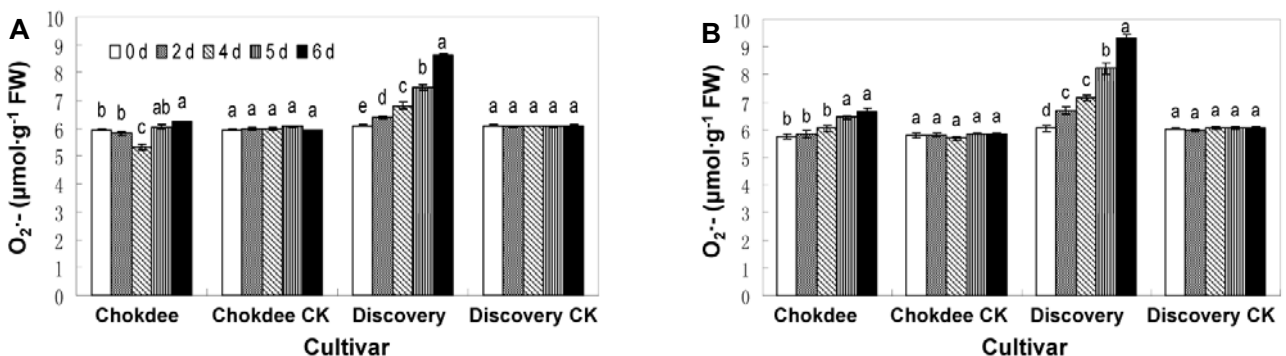 A
O₂·- (µmol·g⁻¹ FW)
10
9
8
7
6
5
4
3
2
1
0
0 d 2 d 4 d 5 d 6 d
b b c ab a
a a a a a
e d c b a
a a a a a
Chokdee Chokdee CK Discovery Discovery CK
Cultivar
B
O₂·- (µmol·g⁻¹ FW)
10
9
8
7
6
5
4
3
2
1
0
b b b a a
a a a a a
d c c b a
a a a a a
Chokdee Chokdee CK Discovery Discovery CK
Cultivar